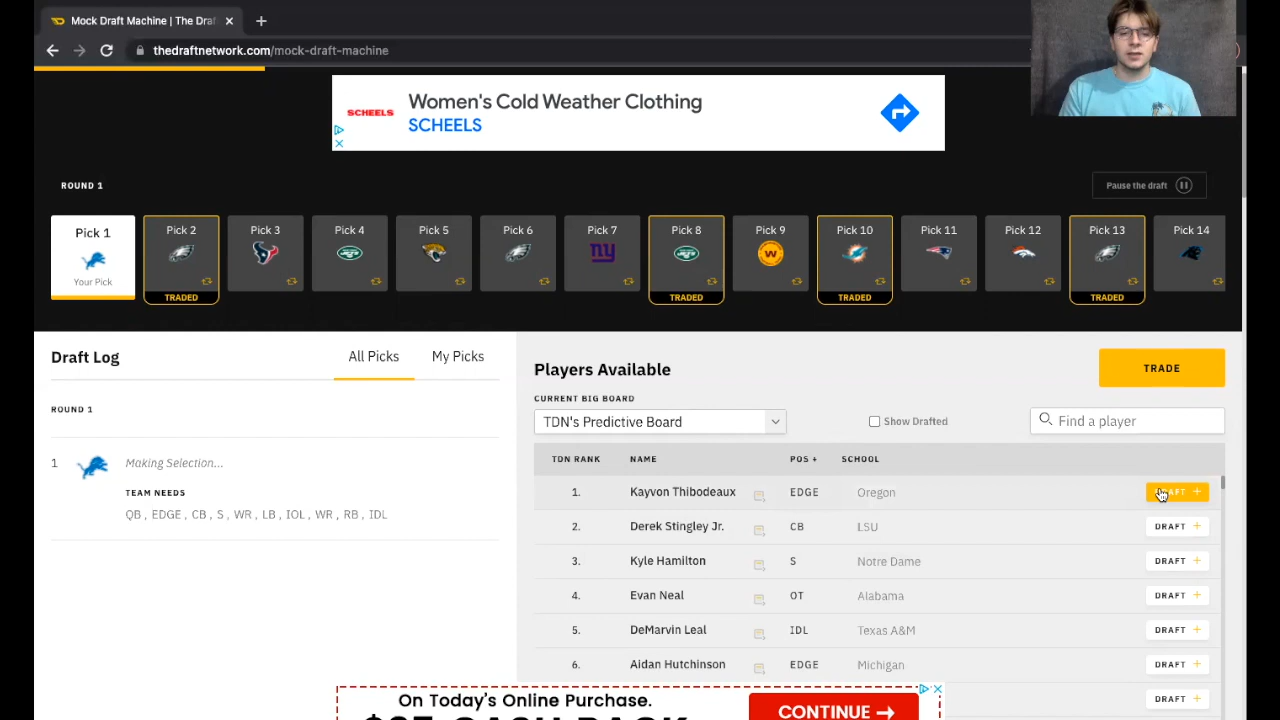 Mock Draft Machine | The Draf
thedraftnetwork.com/mock-draft-machine
SCHEELS
Women's Cold Weather Clothing
SCHEELS
ROUND 1
Pause the draft
Pick 1
Your Pick
Pick 2
TRADED
Pick 3
Pick 4
Pick 5
Pick 6
Pick 7
ny
Pick 8
TRADED
Pick 9
W
Pick 10
TRADED
Pick 11
Pick 12
Pick 13
TRADED
Pick 14
Draft Log
All Picks
My Picks
ROUND 1
1
Making Selection...
TEAM NEEDS
QB , EDGE , CB , S , WR , LB , IOL , WR , RB , IDL
Players Available
TRADE
CURRENT BIG BOARD
TDN's Predictive Board
Show Drafted
Find a player
TDN RANK NAME POS + SCHOOL
1. Kayvon Thibodeaux EDGE Oregon DRAFT +
2. Derek Stingley Jr. CB LSU DRAFT +
3. Kyle Hamilton S Notre Dame DRAFT +
4. Evan Neal OT Alabama DRAFT +
5. DeMarvin Leal IDL Texas A&M DRAFT +
6. Aidan Hutchinson EDGE Michigan DRAFT +
DRAFT +
On Today's Online Purchase.
CONTINUE →